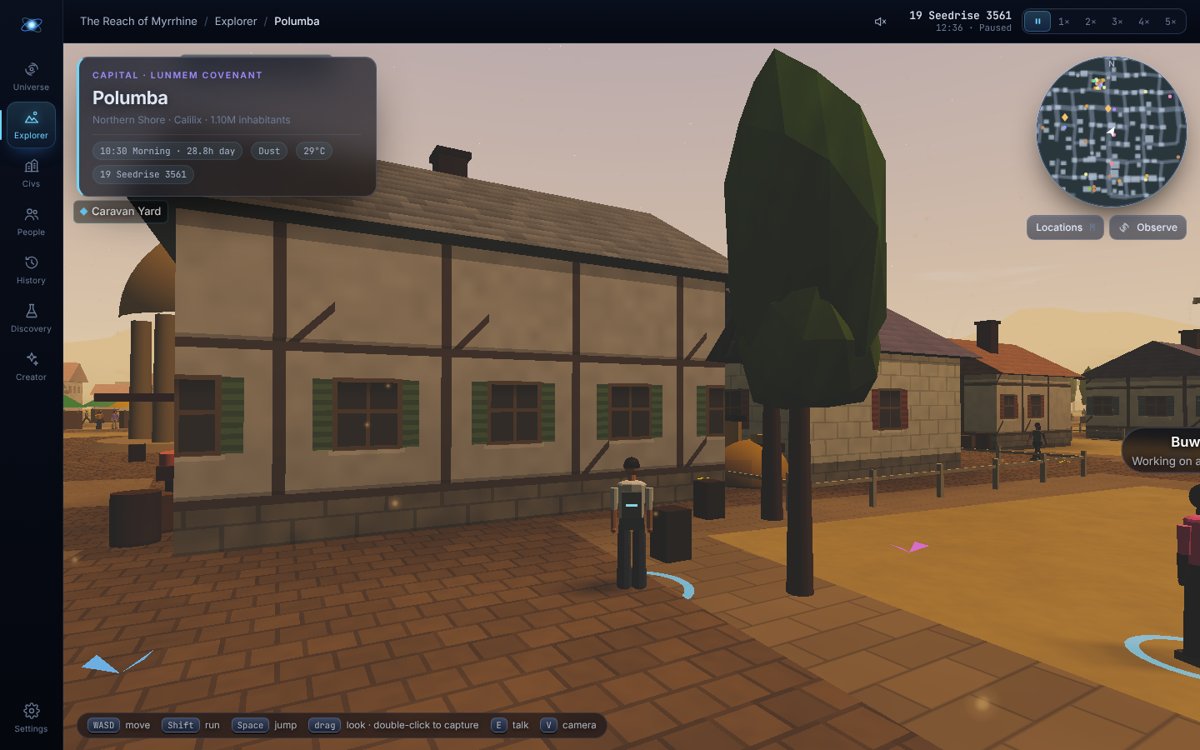 The Reach of Myrrhine / Explorer / Polumba
19 Seedrise 3561
12:36 · Paused
1× 2× 3× 4× 5×
Universe
Explorer
Civs
People
History
Discovery
Creator
Settings
CAPITAL · LUNMEM COVENANT
Polumba
Northern Shore · Calilix · 1.10M inhabitants
10:30 Morning · 28.8h day
Dust
29°C
19 Seedrise 3561
Caravan Yard
N
Locations M
Observe
Buw
Working on a
WASD move Shift run Space jump drag look · double-click to capture E talk V camera